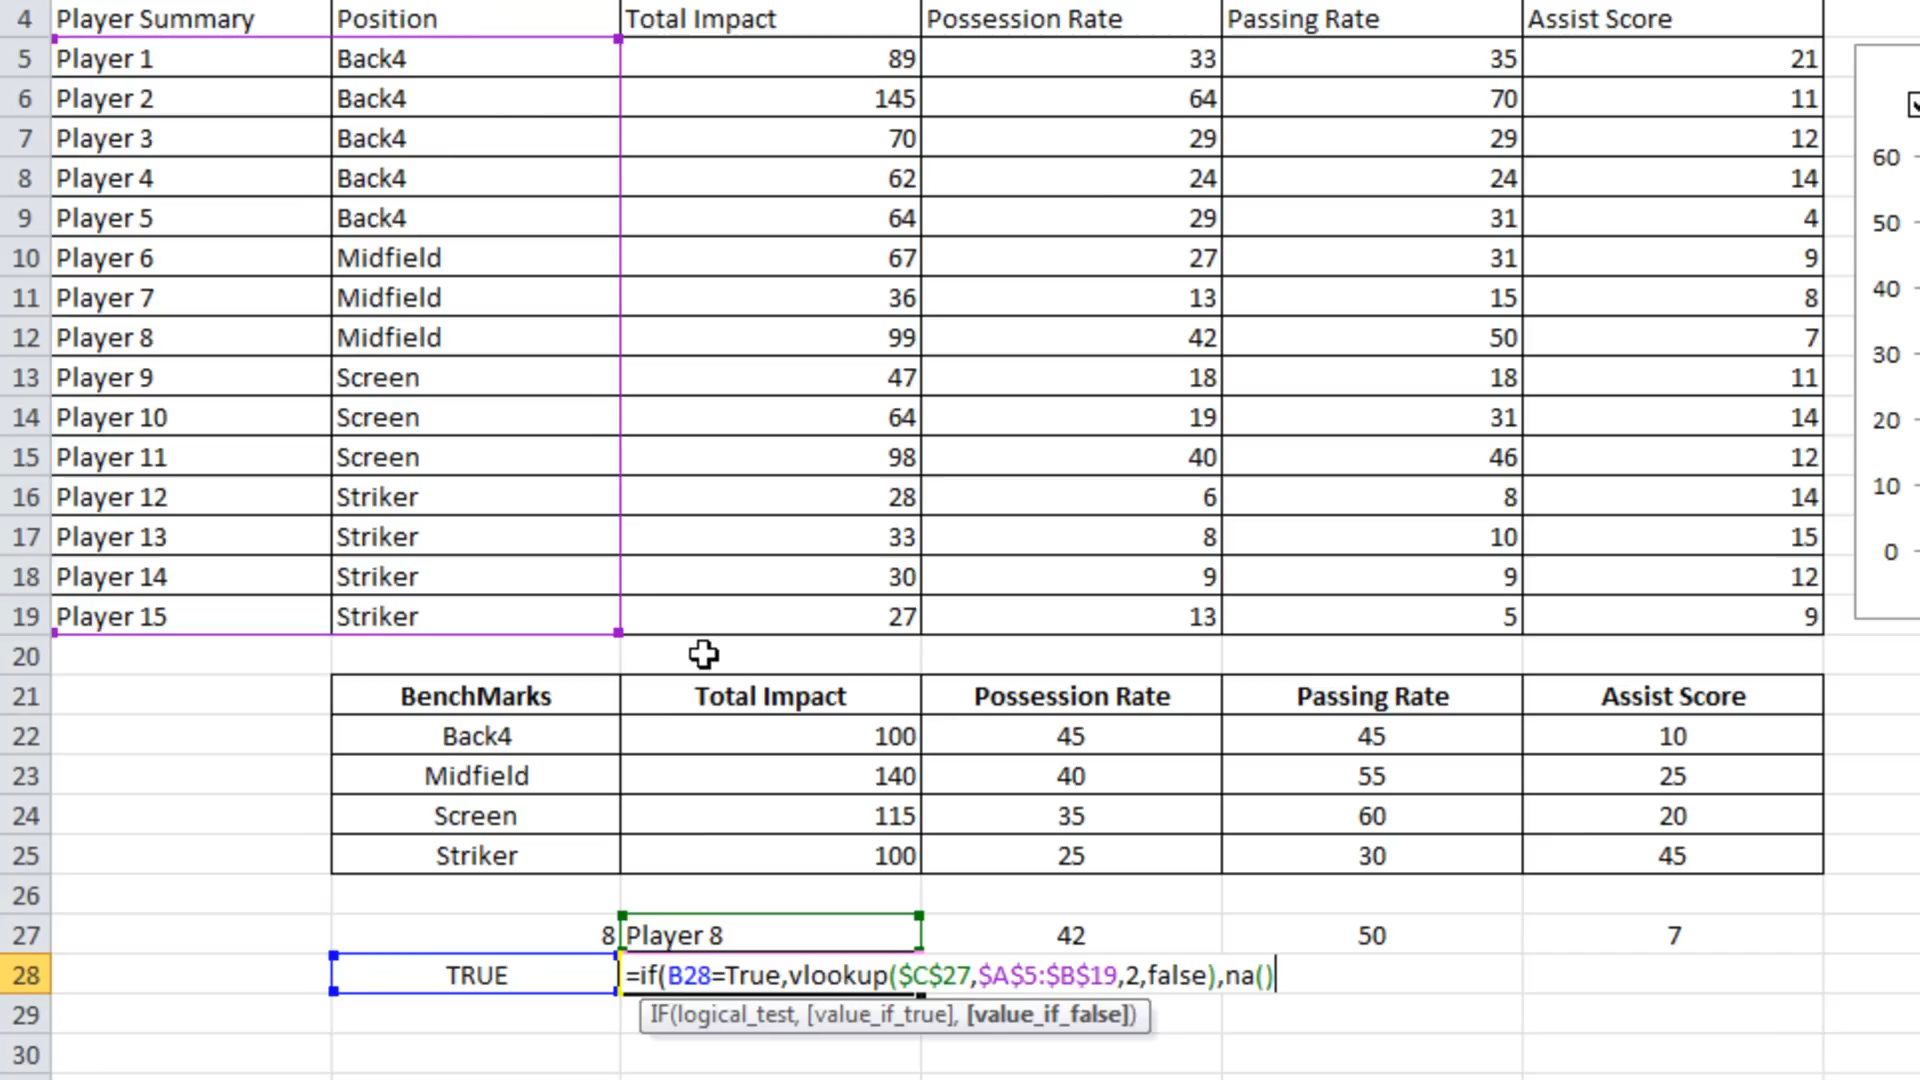 4 Player Summary Position Total Impact Possession Rate Passing Rate Assist Score
5 Player 1 Back4 89 33 35 21
6 Player 2 Back4 145 64 70 11
7 Player 3 Back4 70 29 29 12
60
8 Player 4 Back4 62 24 24 14
9 Player 5 Back4 64 29 31 4
50
10 Player 6 Midfield 67 27 31 9
40
11 Player 7 Midfield 36 13 15 8
12 Player 8 Midfield 99 42 50 7
30
13 Player 9 Screen 47 18 18 11
14 Player 10 Screen 64 19 31 14
20
15 Player 11 Screen 98 40 46 12
10
16 Player 12 Striker 28 6 8 14
17 Player 13 Striker 33 8 10 15
0
18 Player 14 Striker 30 9 9 12
19 Player 15 Striker 27 13 5 9
20
21 BenchMarks Total Impact Possession Rate Passing Rate Assist Score
22 Back4 100 45 45 10
23 Midfield 140 40 55 25
24 Screen 115 35 60 20
25 Striker 100 25 30 45
26
27 8 Player 8 42 50 7
28 TRUE =if(B28=True,vlookup($C$27,$A$5:$B$19,2,false),na()
29 IF(logical_test, [value_if_true], [value_if_false])
30